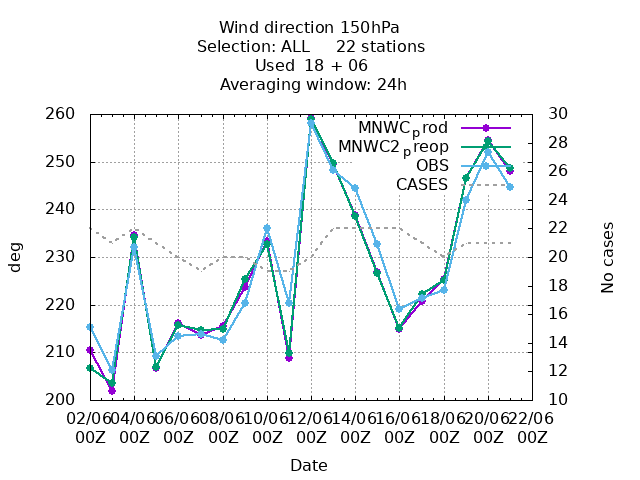 Wind direction 150hPa
Selection: ALL     22 stations
Used  18 + 06
Averaging window: 24h
260
250
240
230
220
210
200
30
28
26
24
22
20
18
16
14
12
10
deg
No cases
MNWCprod
MNWC2preop
OBS
CASES
02/06 04/06 06/06 08/06 10/06 12/06 14/06 16/06 18/06 20/06 22/06
00Z 00Z 00Z 00Z 00Z 00Z 00Z 00Z 00Z 00Z 00Z
Date